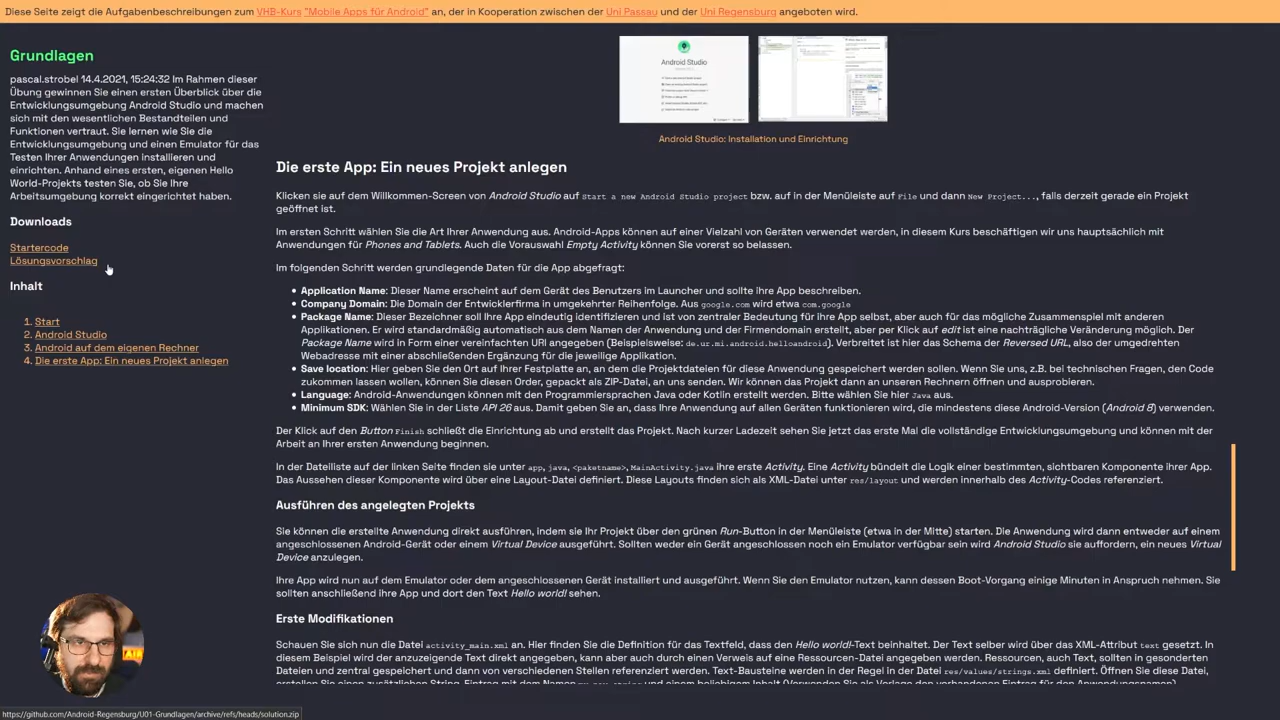 Diese Seite zeigt die Aufgabenbeschreibungen zum VHB-Kurs "Mobile Apps für Android" an, der in Kooperation zwischen der Uni Passau und der Uni Regensburg angeboten wird.
Grundlagen
pascal.strobel 14.4.2021, 15:22:28 Im Rahmen dieser
Übung gewinnen Sie einen ersten Überblick über die
Entwicklungsumgebung Android Studio und machen
sich mit den wesentlichen Bestandteilen und
Funktionen vertraut. Sie lernen wie Sie die
Entwicklungsumgebung und einen Emulator für das
Testen Ihrer Anwendungen installieren und
einrichten. Anhand eines ersten, eigenen Hello
World-Projekts testen Sie, ob Sie Ihre
Arbeitsumgebung korrekt eingerichtet haben.
Downloads
Startercode
Lösungsvorschlag
Inhalt
1. Start
2. Android Studio
3. Android auf dem eigenen Rechner
4. Die erste App: Ein neues Projekt anlegen
Android Studio
Android Studio: Installation und Einrichtung
Die erste App: Ein neues Projekt anlegen
Klicken sie auf dem Willkommen-Screen von Android Studio auf Start a new Android Studio project bzw. auf in der Menüleiste auf File und dann New Project..., falls derzeit gerade ein Projekt
geöffnet ist.
Im ersten Schritt wählen Sie die Art Ihrer Anwendung aus. Android-Apps können auf einer Vielzahl von Geräten verwendet werden, in diesem Kurs beschäftigen wir uns hauptsächlich mit
Anwendungen für Phones and Tablets. Auch die Vorauswahl Empty Activity können Sie vorerst so belassen.
Im folgenden Schritt werden grundlegende Daten für die App abgefragt:
• Application Name: Dieser Name erscheint auf dem Gerät des Benutzers im Launcher und sollte ihre App beschreiben.
• Company Domain: Die Domain der Entwicklerfirma in umgekehrter Reihenfolge. Aus google.com wird etwa com.google
• Package Name: Dieser Bezeichner soll Ihre App eindeutig identifizieren und ist von zentraler Bedeutung für ihre App selbst, aber auch für das mögliche Zusammenspiel mit anderen
Applikationen. Er wird standardmäßig automatisch aus dem Namen der Anwendung und der Firmendomain erstellt, aber per Klick auf edit ist eine nachträgliche Veränderung möglich. Der
Package Name wird in Form einer vereinfachten URI angegeben (Beispielsweise: de.ur.mi.android.helloandroid). Verbreitet ist hier das Schema der Reversed URL, also der umgedrehten
Webadresse mit einer abschließenden Ergänzung für die jeweilige Applikation.
• Save location: Hier geben Sie den Ort auf Ihrer Festplatte an, an dem die Projektdateien für diese Anwendung gespeichert werden sollen. Wenn Sie uns, z.B. bei technischen Fragen, den Code
zukommen lassen wollen, können Sie diesen Order, gepackt als ZIP-Datei, an uns senden. Wir können das Projekt dann an unseren Rechnern öffnen und ausprobieren.
• Language: Android-Anwendungen können mit den Programmiersprachen Java oder Kotlin erstellt werden. Bitte wählen Sie hier Java aus.
• Minimum SDK: Wählen Sie in der Liste API 26 aus. Damit geben Sie an, dass Ihre Anwendung auf allen Geräten funktionieren wird, die mindestens diese Android-Version (Android 8) verwenden.
Der Klick auf den Button Finish schließt die Einrichtung ab und erstellt das Projekt. Nach kurzer Ladezeit sehen Sie jetzt das erste Mal die vollständige Entwicklungsumgebung und können mit der
Arbeit an Ihrer ersten Anwendung beginnen.
In der Dateiliste auf der linken Seite finden sie unter app, java, <paketname>, MainActivity.java ihre erste Activity. Eine Activity bündelt die Logik einer bestimmten, sichtbaren Komponente ihrer App.
Das Aussehen dieser Komponente wird über eine Layout-Datei definiert. Diese Layouts finden sich als XML-Datei unter res/layout und werden innerhalb des Activity-Codes referenziert.
Ausführen des angelegten Projekts
Sie können die erstellte Anwendung direkt ausführen, indem sie Ihr Projekt über den grünen Run-Button in der Menüleiste (etwa in der Mitte) starten. Die Anwendung wird dann entweder auf einem
angeschlossenen Android-Gerät oder einem Virtual Device ausgeführt. Sollten weder ein Gerät angeschlossen noch ein Emulator verfügbar sein wird Android Studio sie auffordern, ein neues Virtual
Device anzulegen.
Ihre App wird nun auf dem Emulator oder dem angeschlossenen Gerät installiert und ausgeführt. Wenn Sie den Emulator nutzen, kann dessen Boot-Vorgang einige Minuten in Anspruch nehmen. Sie
sollten anschließend ihre App und dort den Text Hello world! sehen.
Erste Modifikationen
Schauen Sie sich nun die Datei activity_main.xml an. Hier finden Sie die Definition für das Textfeld, dass den Hello world!-Text beinhaltet. Der Text selber wird über das XML-Attribut text gesetzt. In
diesem Beispiel wird der anzuzeigende Text direkt angegeben, kann aber auch durch einen Verweis auf eine Ressourcen-Datei angegeben werden. Ressourcen, auch Text, sollten in gesonderten
Dateien und zentral gespeichert und dann von verschiedenen Stellen referenziert werden. Text-Bausteine werden in der Regel in der Datei res/values/strings.xml definiert. Öffnen Sie diese Datei,
https://github.com/Android-Regensburg/U01-Grundlagen/archive/refs/heads/solution.zip